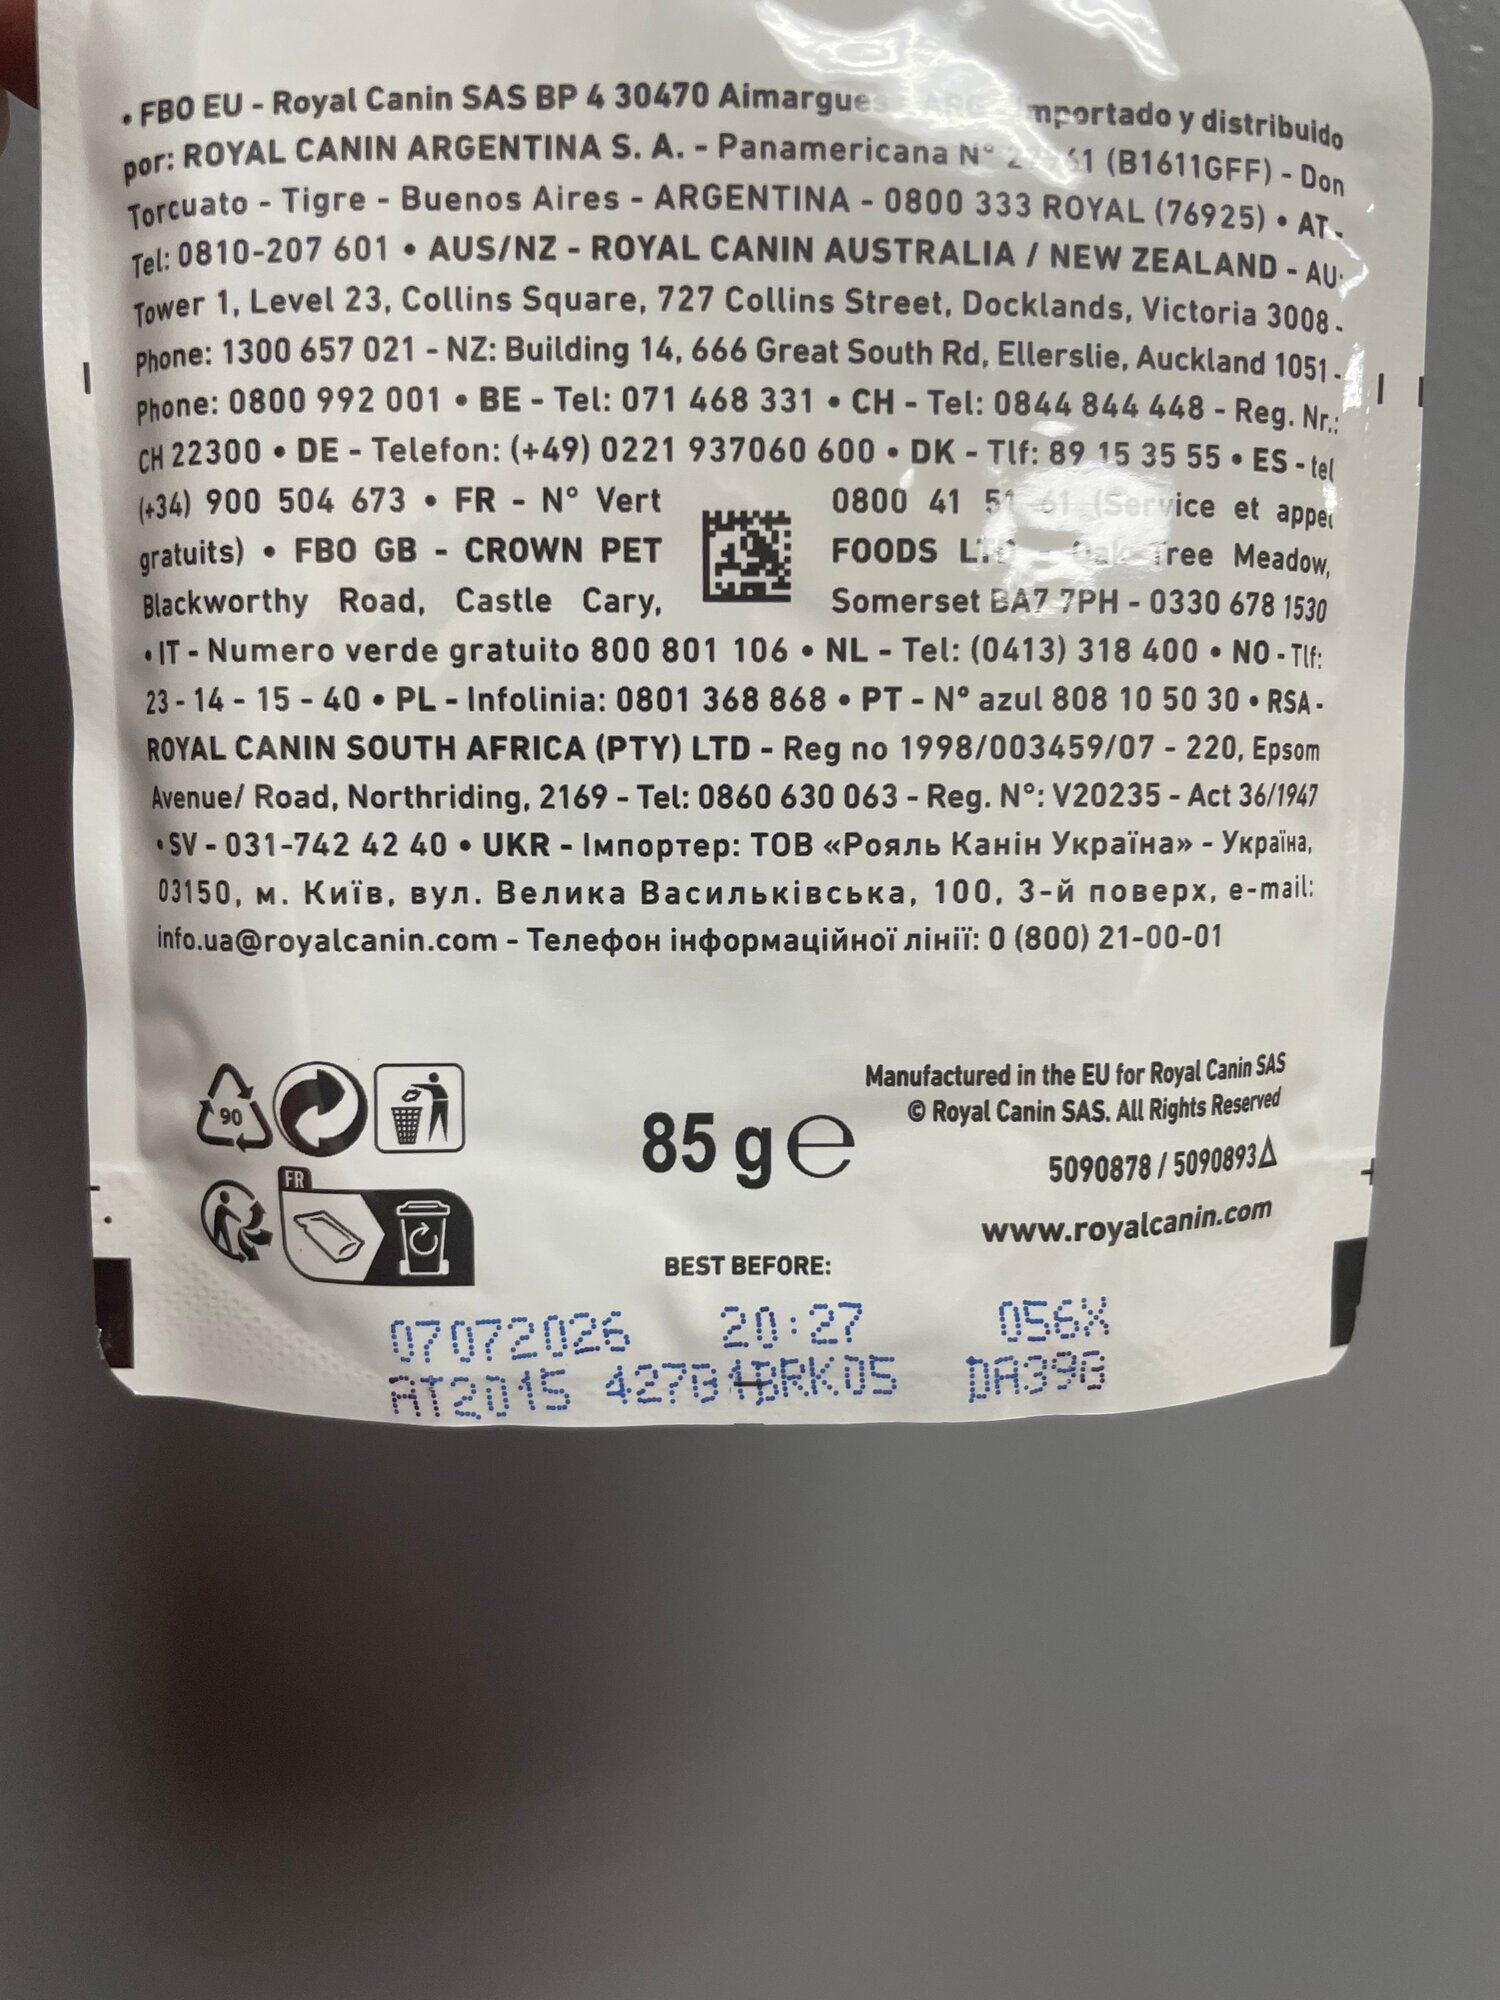 • FBO EU - Royal Canin SAS BP 4 30470 Aimargues - ARG - Importado y distribuido
por: ROYAL CANIN ARGENTINA S. A. - Panamericana N° (B1611GFF) - Don
Torcuato - Tigre - Buenos Aires - ARGENTINA - 0800 333 ROYAL (76925) • AT -
Tel: 0810-207 601 • AUS/NZ - ROYAL CANIN AUSTRALIA / NEW ZEALAND - AU:
Tower 1, Level 23, Collins Square, 727 Collins Street, Docklands, Victoria 3008 -
Phone: 1300 657 021 - NZ: Building 14, 666 Great South Rd, Ellerslie, Auckland 1051 -
Phone: 0800 992 001 • BE - Tel: 071 468 331 • CH - Tel: 0844 844 448 - Reg. Nr.:
CH 22300 • DE - Telefon: (+49) 0221 937060 600 • DK - Tlf: 89 15 35 55 • ES - tel
(+34) 900 504 673 • FR - N° Vert 0800 41 51 61 (Service et appel
gratuits) • FBO GB - CROWN PET FOODS LTD - Oak Tree Meadow,
Blackworthy Road, Castle Cary, Somerset BA7 7PH - 0330 678 1530
• IT - Numero verde gratuito 800 801 106 • NL - Tel: (0413) 318 400 • NO - Tlf:
23 - 14 - 15 - 40 • PL - Infolinia: 0801 368 868 • PT - N° azul 808 10 50 30 • RSA -
ROYAL CANIN SOUTH AFRICA (PTY) LTD - Reg no 1998/003459/07 - 220, Epsom
Avenue/ Road, Northriding, 2169 - Tel: 0860 630 063 - Reg. N°: V20235 - Act 36/1947
• SV - 031-742 42 40 • UKR - Імпортер: ТОВ «Рояль Канін Україна» - Україна,
03150, м. Київ, вул. Велика Васильківська, 100, 3-й поверх, e-mail:
info.ua@royalcanin.com - Телефон інформаційної лінії: 0 (800) 21-00-01
90
FR
85 g e
Manufactured in the EU for Royal Canin SAS
© Royal Canin SAS. All Rights Reserved
5090878 / 5090893Δ
www.royalcanin.com
BEST BEFORE:
07072026 20:27 056X
AT2015 427B1BRK05 DA39G